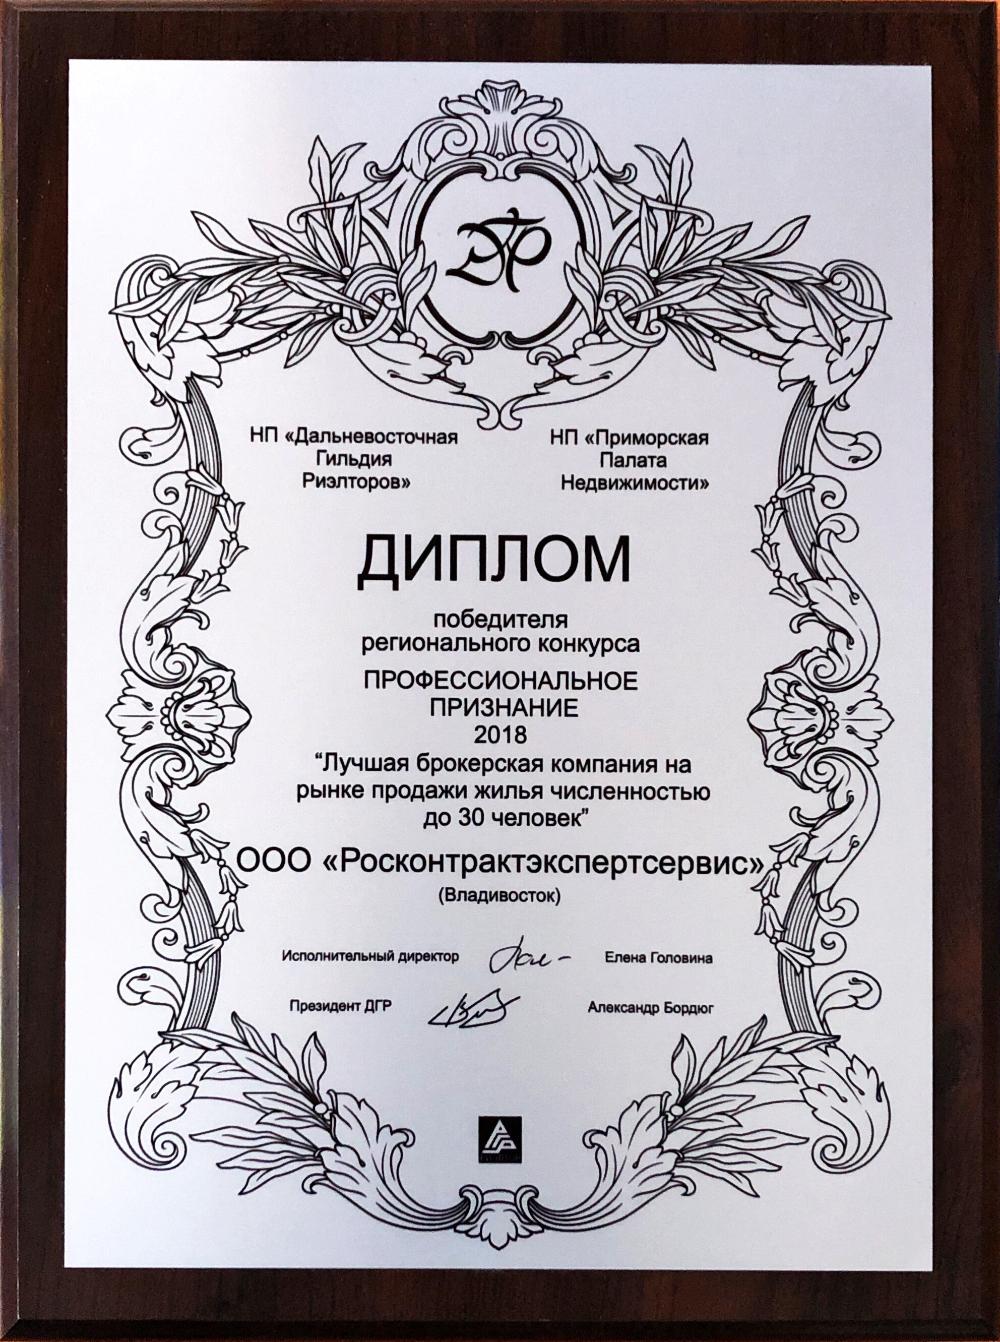 ДГР
НП «Дальневосточная
Гильдия
Риэлторов»
НП «Приморская
Палата
Недвижимости»
ДИПЛОМ
победителя
регионального конкурса
ПРОФЕССИОНАЛЬНОЕ
ПРИЗНАНИЕ
2018
“Лучшая брокерская компания на
рынке продажи жилья численностью
до 30 человек”
ООО «Росконтрактэкспертсервис»
(Владивосток)
Исполнительный директор Елена Головина
Президент ДГР Александр Бордюг